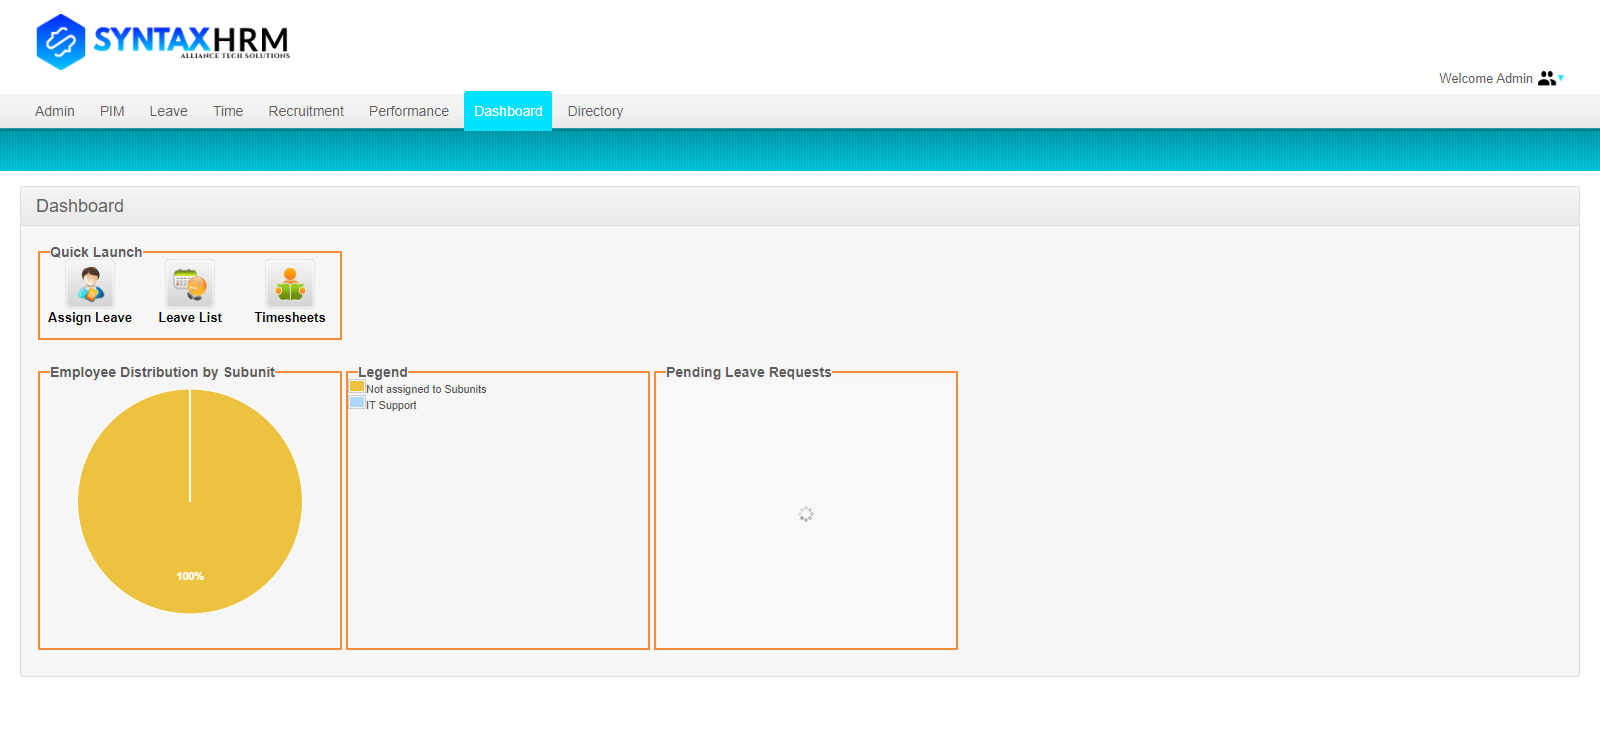 SYNTAXHRM
ALLIANCE TECH SOLUTIONS
Welcome Admin
Admin PIM Leave Time Recruitment Performance Dashboard Directory
Dashboard
Quick Launch
Assign Leave Leave List Timesheets
Employee Distribution by Subunit
100%
Legend
Not assigned to Subunits
IT Support
Pending Leave Requests